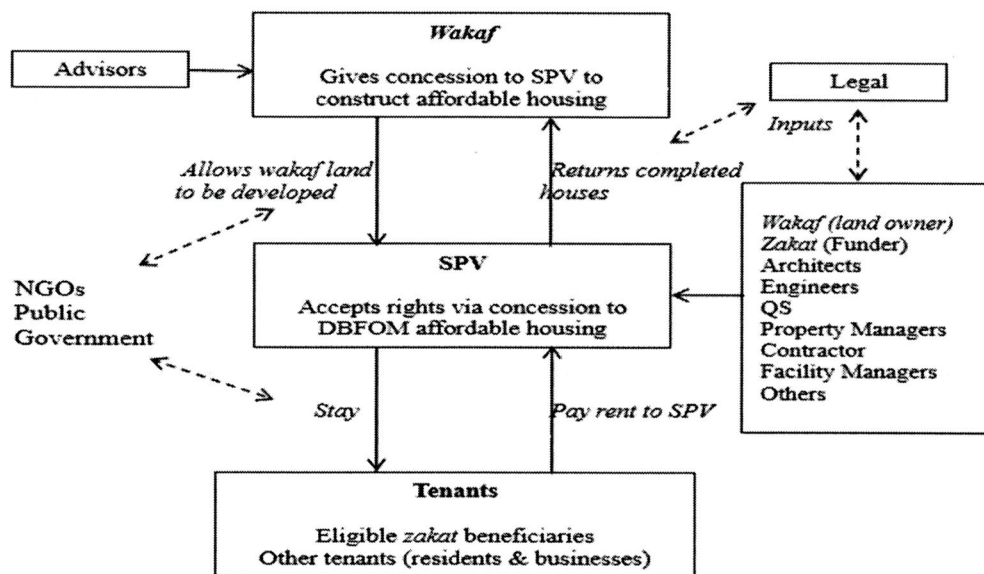 Wakaf
Gives concession to SPV to
construct affordable housing
Advisors
Legal
Inputs
Allows wakaf land
to be developed
Returns completed
houses
Wakaf (land owner)
Zakat (Funder)
Architects
Engineers
QS
Property Managers
Contractor
Facility Managers
Others
SPV
Accepts rights via concession to
DBFOM affordable housing
NGOs
Public
Government
Stay
Pay rent to SPV
Tenants
Eligible zakat beneficiaries
Other tenants (residents & businesses)